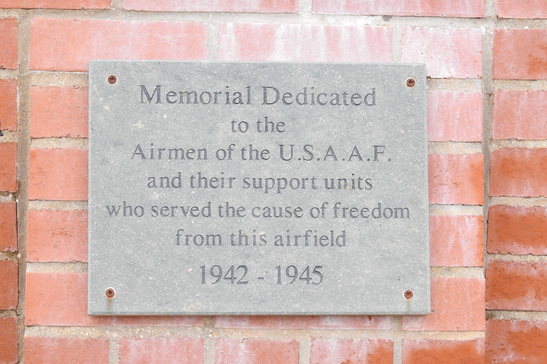 Memorial Dedicated
to the
Airmen of the U.S.A.A.F.
and their support units
who served the cause of freedom
from this airfield
1942 - 1945